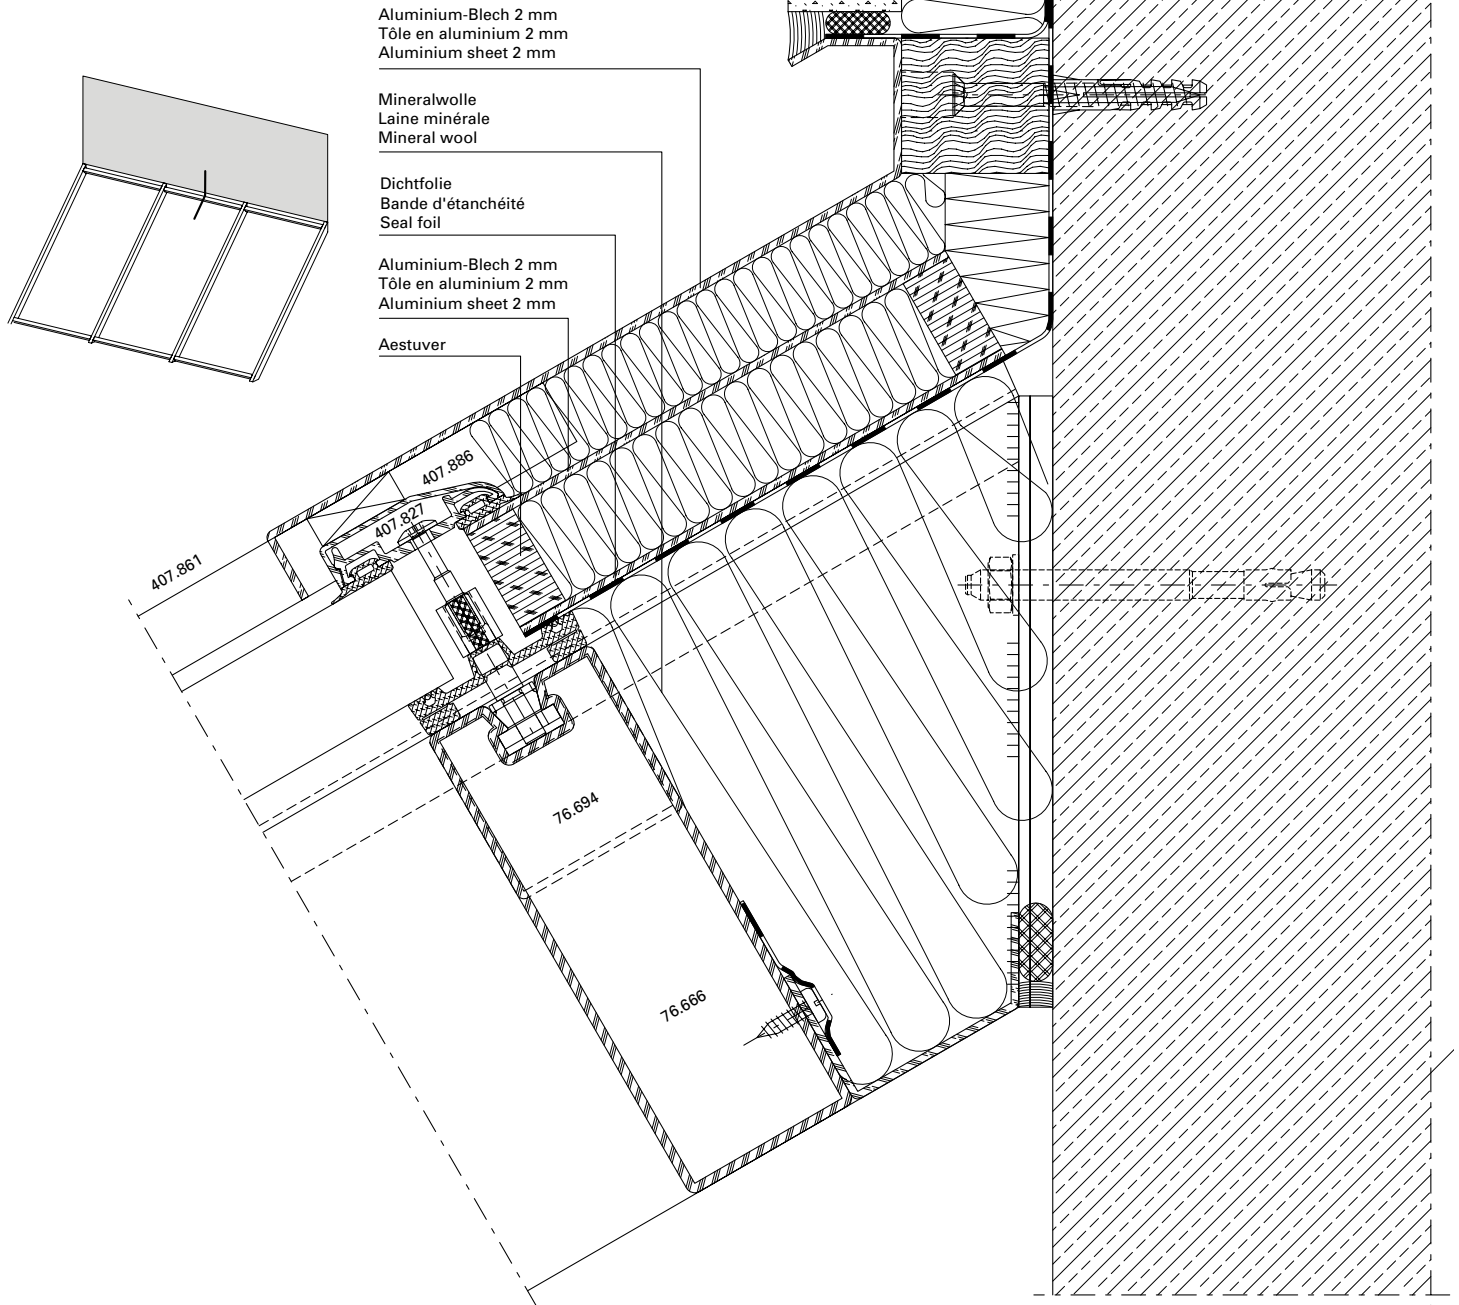 Aluminium-Blech 2 mm
Tôle en aluminium 2 mm
Aluminium sheet 2 mm
Mineralwolle
Laine minérale
Mineral wool
Dichtfolie
Bande d'étanchéité
Seal foil
Aluminium-Blech 2 mm
Tôle en aluminium 2 mm
Aluminium sheet 2 mm
Aestuver
407.886
407.827
407.861
76.694
76.666